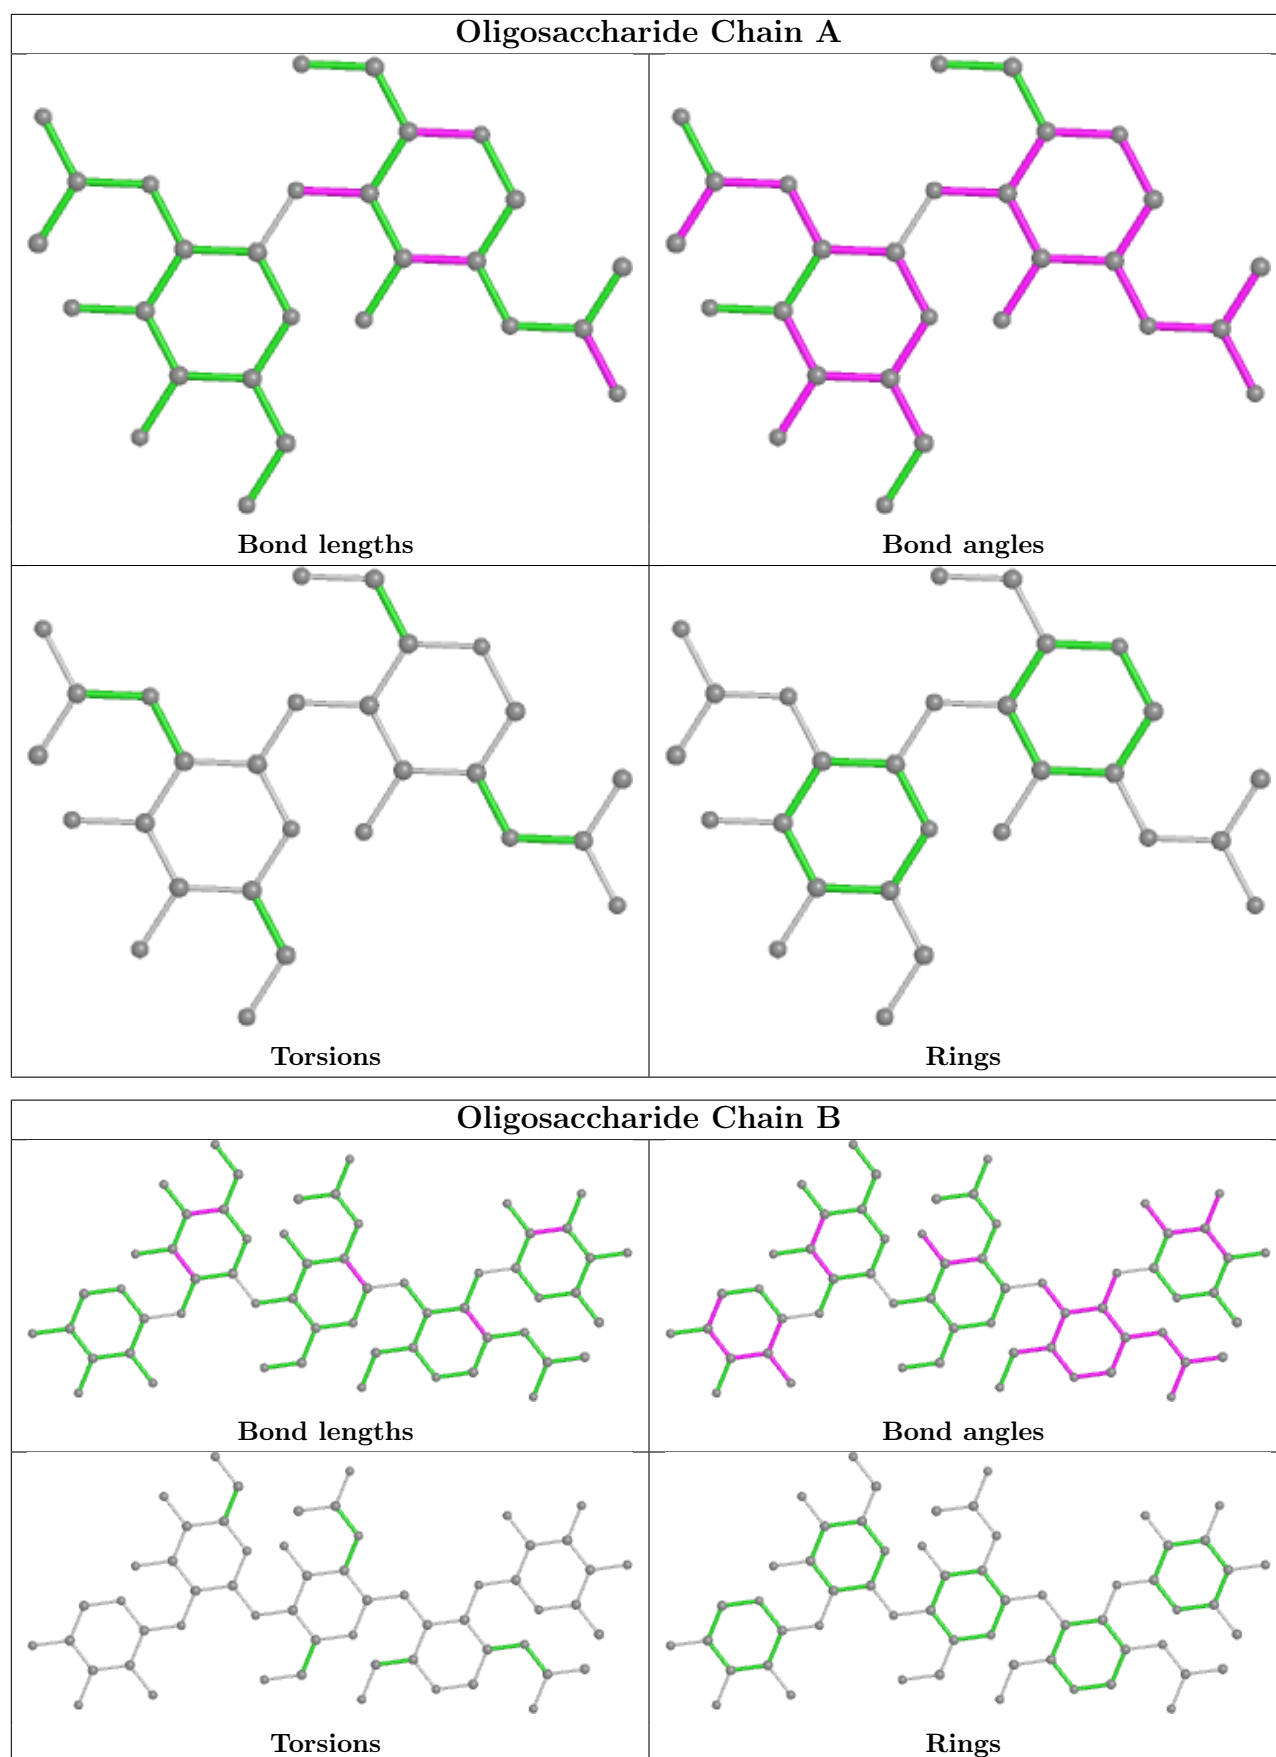 Oligosaccharide Chain A
Bond lengths
Bond angles
Torsions
Rings
Oligosaccharide Chain B
Bond lengths
Bond angles
Torsions
Rings